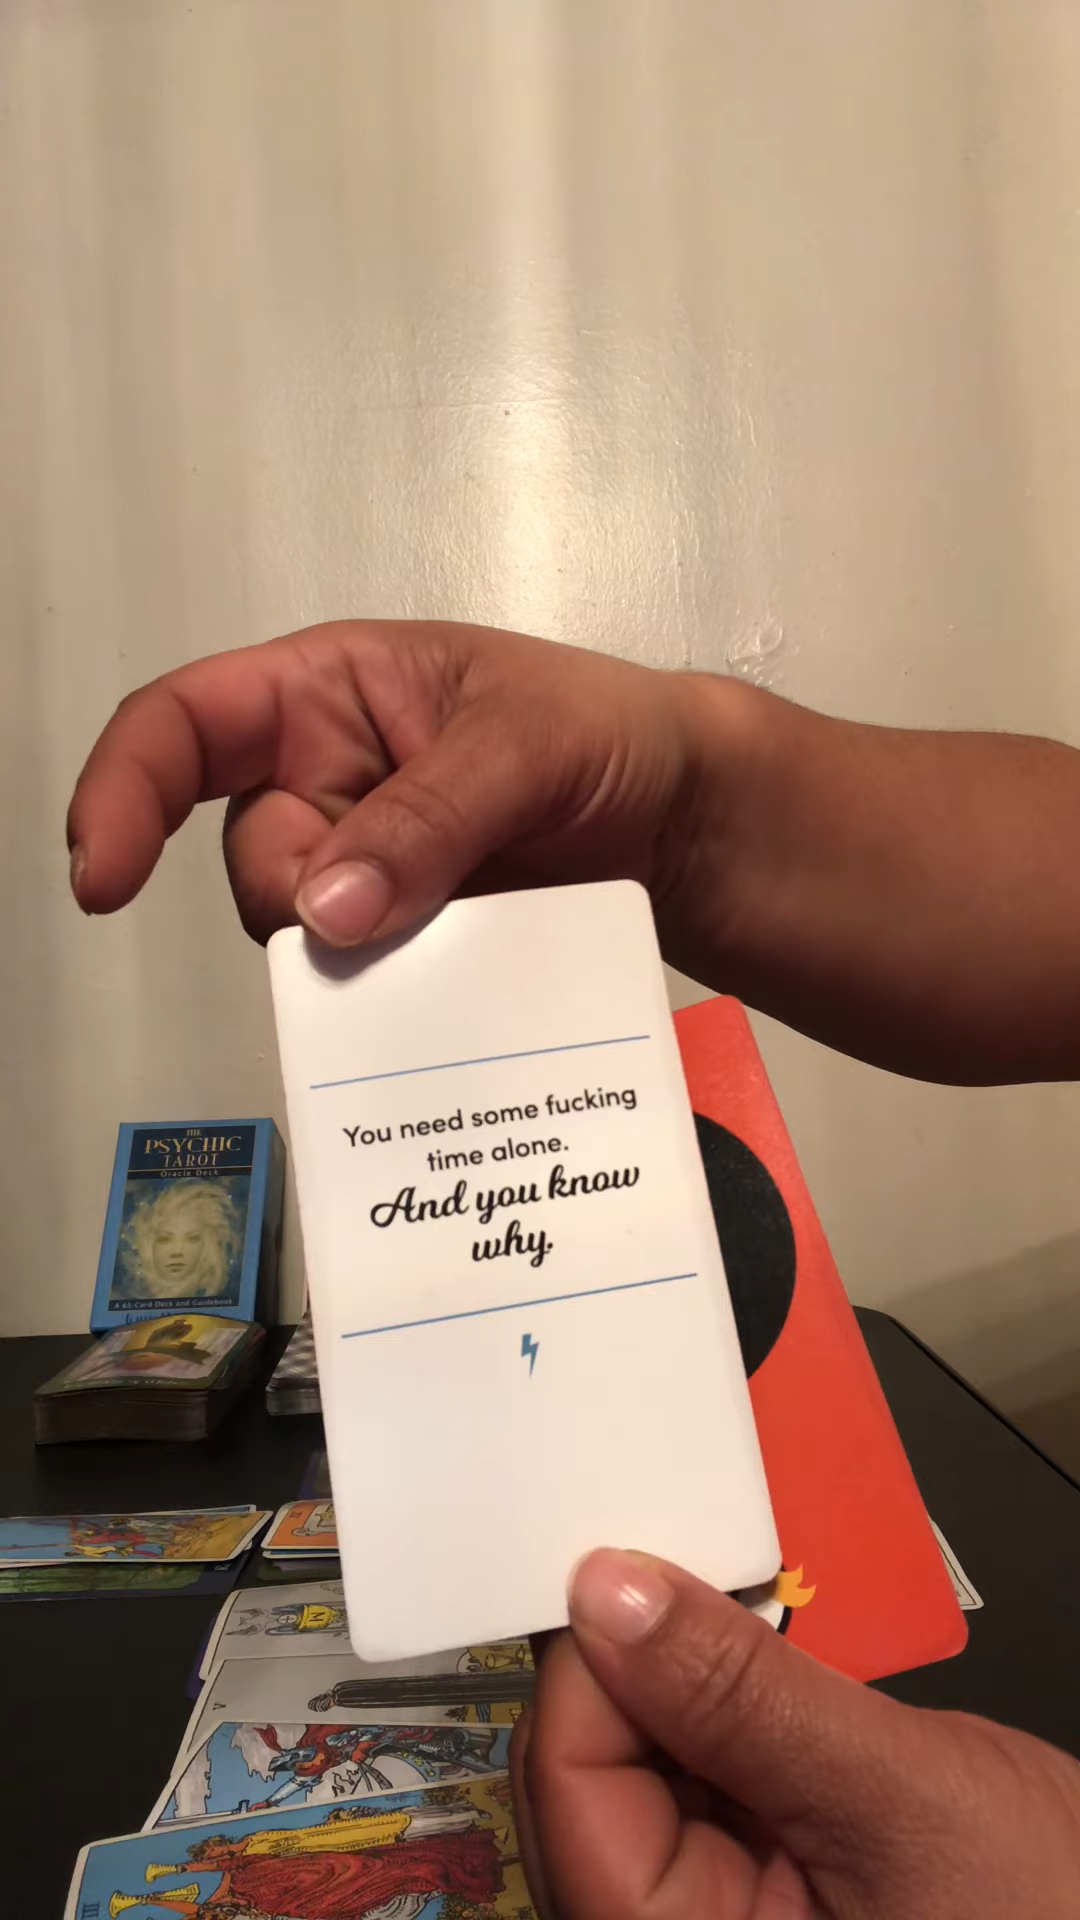 THE
PSYCHIC
TAROT
Oracle Deck
A 65-Card Deck and Guidebook
You need some fucking
time alone.
And you know
why.
M
V
III